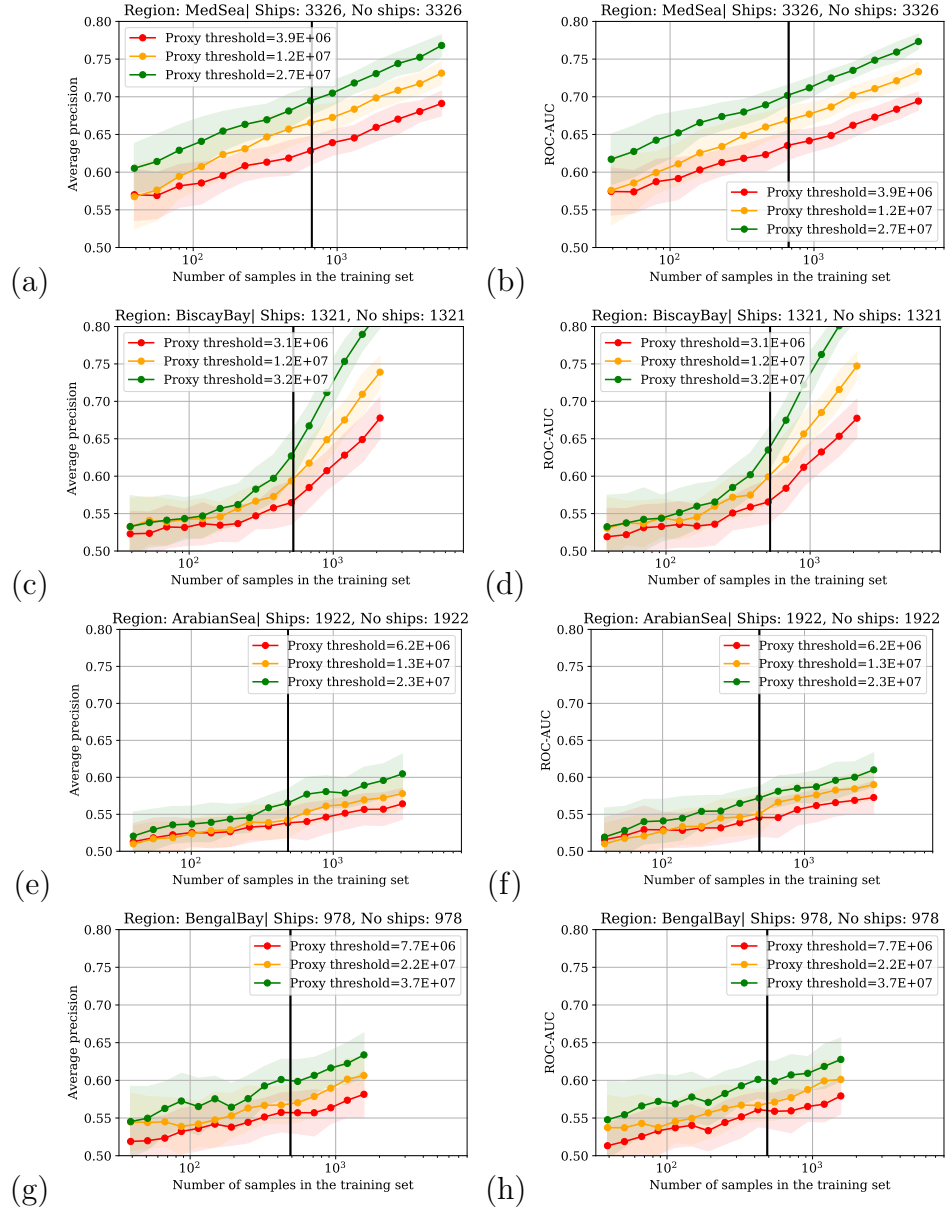 Region: MedSea| Ships: 3326, No ships: 3326
Average precision
0.80
0.75
0.70
0.65
0.60
0.55
0.50
Proxy threshold=3.9E+06
Proxy threshold=1.2E+07
Proxy threshold=2.7E+07
10²
10³
Number of samples in the training set
(a)
Region: MedSea| Ships: 3326, No ships: 3326
ROC-AUC
0.80
0.75
0.70
0.65
0.60
0.55
0.50
Proxy threshold=3.9E+06
Proxy threshold=1.2E+07
Proxy threshold=2.7E+07
10²
10³
Number of samples in the training set
(b)
Region: BiscayBay| Ships: 1321, No ships: 1321
Average precision
0.80
0.75
0.70
0.65
0.60
0.55
0.50
Proxy threshold=3.1E+06
Proxy threshold=1.2E+07
Proxy threshold=3.2E+07
10²
10³
Number of samples in the training set
(c)
Region: BiscayBay| Ships: 1321, No ships: 1321
ROC-AUC
0.80
0.75
0.70
0.65
0.60
0.55
0.50
Proxy threshold=3.1E+06
Proxy threshold=1.2E+07
Proxy threshold=3.2E+07
10²
10³
Number of samples in the training set
(d)
Region: ArabianSea| Ships: 1922, No ships: 1922
Average precision
0.80
0.75
0.70
0.65
0.60
0.55
0.50
Proxy threshold=6.2E+06
Proxy threshold=1.3E+07
Proxy threshold=2.3E+07
10²
10³
Number of samples in the training set
(e)
Region: ArabianSea| Ships: 1922, No ships: 1922
ROC-AUC
0.80
0.75
0.70
0.65
0.60
0.55
0.50
Proxy threshold=6.2E+06
Proxy threshold=1.3E+07
Proxy threshold=2.3E+07
10²
10³
Number of samples in the training set
(f)
Region: BengalBay| Ships: 978, No ships: 978
Average precision
0.80
0.75
0.70
0.65
0.60
0.55
0.50
Proxy threshold=7.7E+06
Proxy threshold=2.2E+07
Proxy threshold=3.7E+07
10²
10³
Number of samples in the training set
(g)
Region: BengalBay| Ships: 978, No ships: 978
ROC-AUC
0.80
0.75
0.70
0.65
0.60
0.55
0.50
Proxy threshold=7.7E+06
Proxy threshold=2.2E+07
Proxy threshold=3.7E+07
10²
10³
Number of samples in the training set
(h)